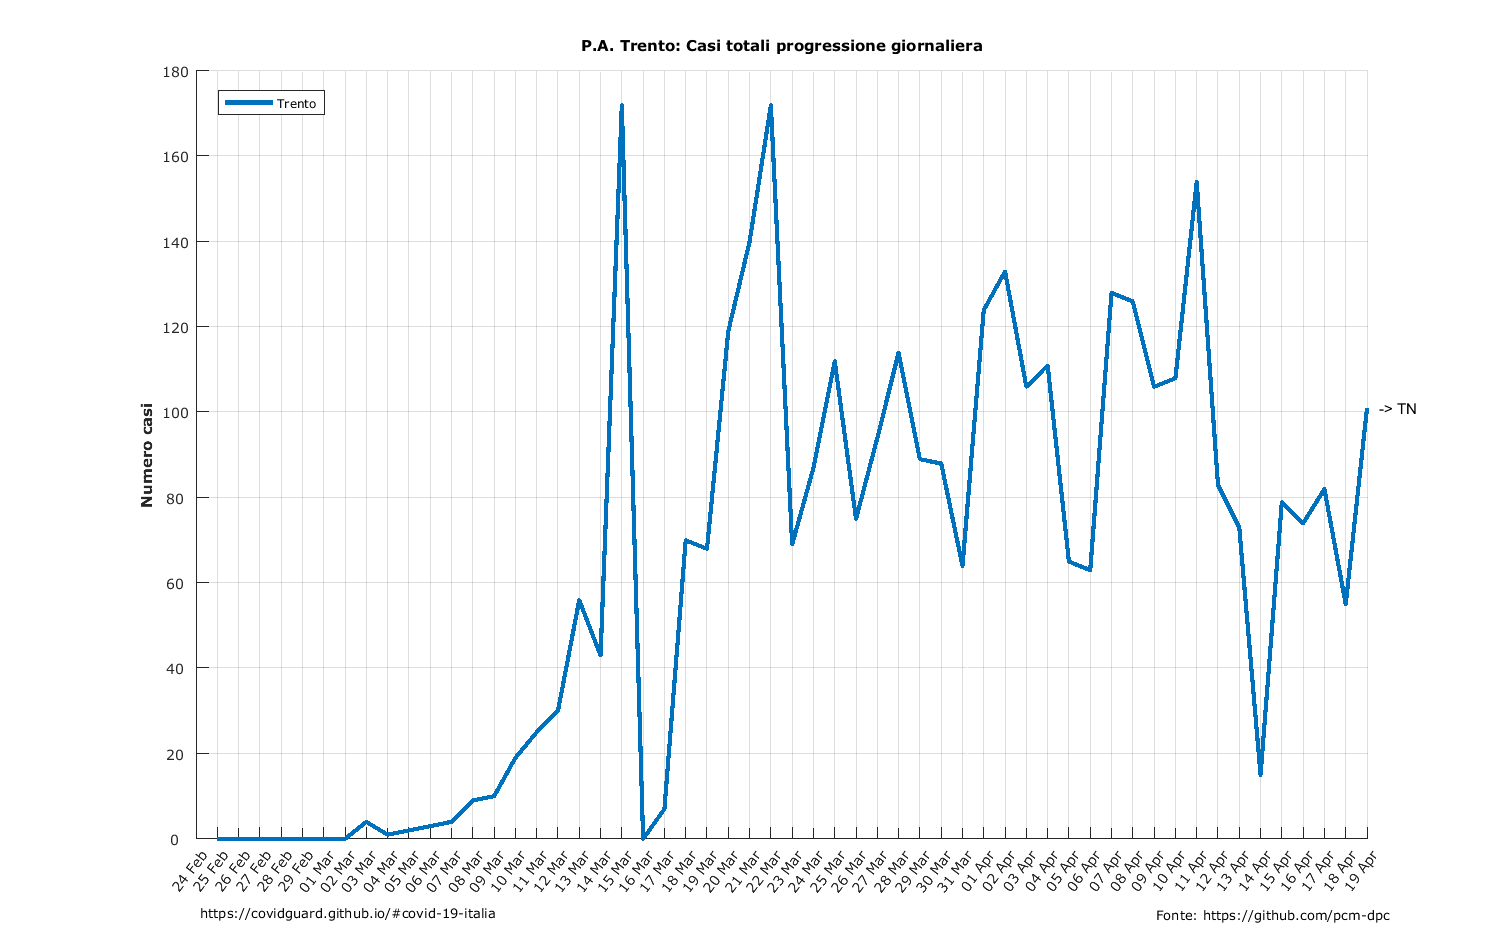 P.A. Trento: Casi totali progressione giornaliera
Trento
Numero casi
180
160
140
120
100
80
60
40
20
0
-> TN
24 Feb
25 Feb
26 Feb
27 Feb
28 Feb
29 Feb
01 Mar
02 Mar
03 Mar
04 Mar
05 Mar
06 Mar
07 Mar
08 Mar
09 Mar
10 Mar
11 Mar
12 Mar
13 Mar
14 Mar
15 Mar
16 Mar
17 Mar
18 Mar
19 Mar
20 Mar
21 Mar
22 Mar
23 Mar
24 Mar
25 Mar
26 Mar
27 Mar
28 Mar
29 Mar
30 Mar
31 Mar
01 Apr
02 Apr
03 Apr
04 Apr
05 Apr
06 Apr
07 Apr
08 Apr
09 Apr
10 Apr
11 Apr
12 Apr
13 Apr
14 Apr
15 Apr
16 Apr
17 Apr
18 Apr
19 Apr
https://covidguard.github.io/#covid-19-italia
Fonte: https://github.com/pcm-dpc